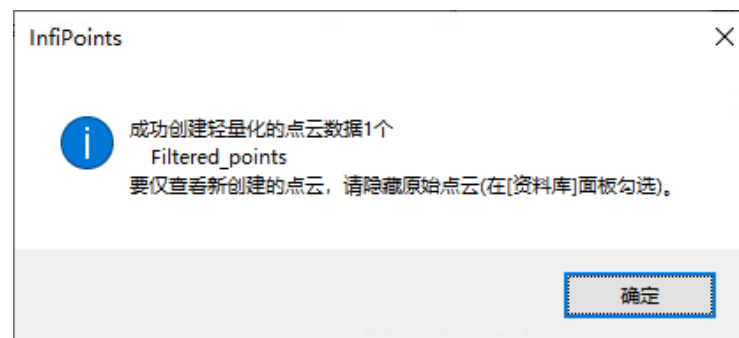 InfiPoints
成功创建轻量化的点云数据1个
Filtered_points
要仅查看新创建的点云，请隐藏原始点云(在[资料库]面板勾选)。
确定